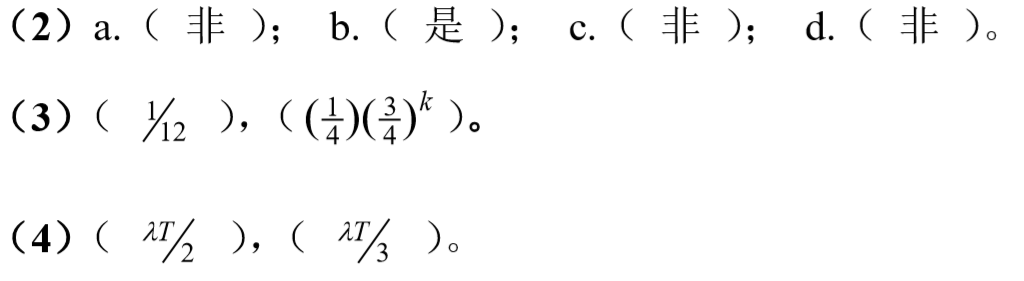 (2) a.( 非 ); b.( 是 ); c.( 非 ); d.( 非 )。
(3)( 1/12 ),( (1/4)(3/4)^k )。
(4)( λT/2 ),( λT/3 )。